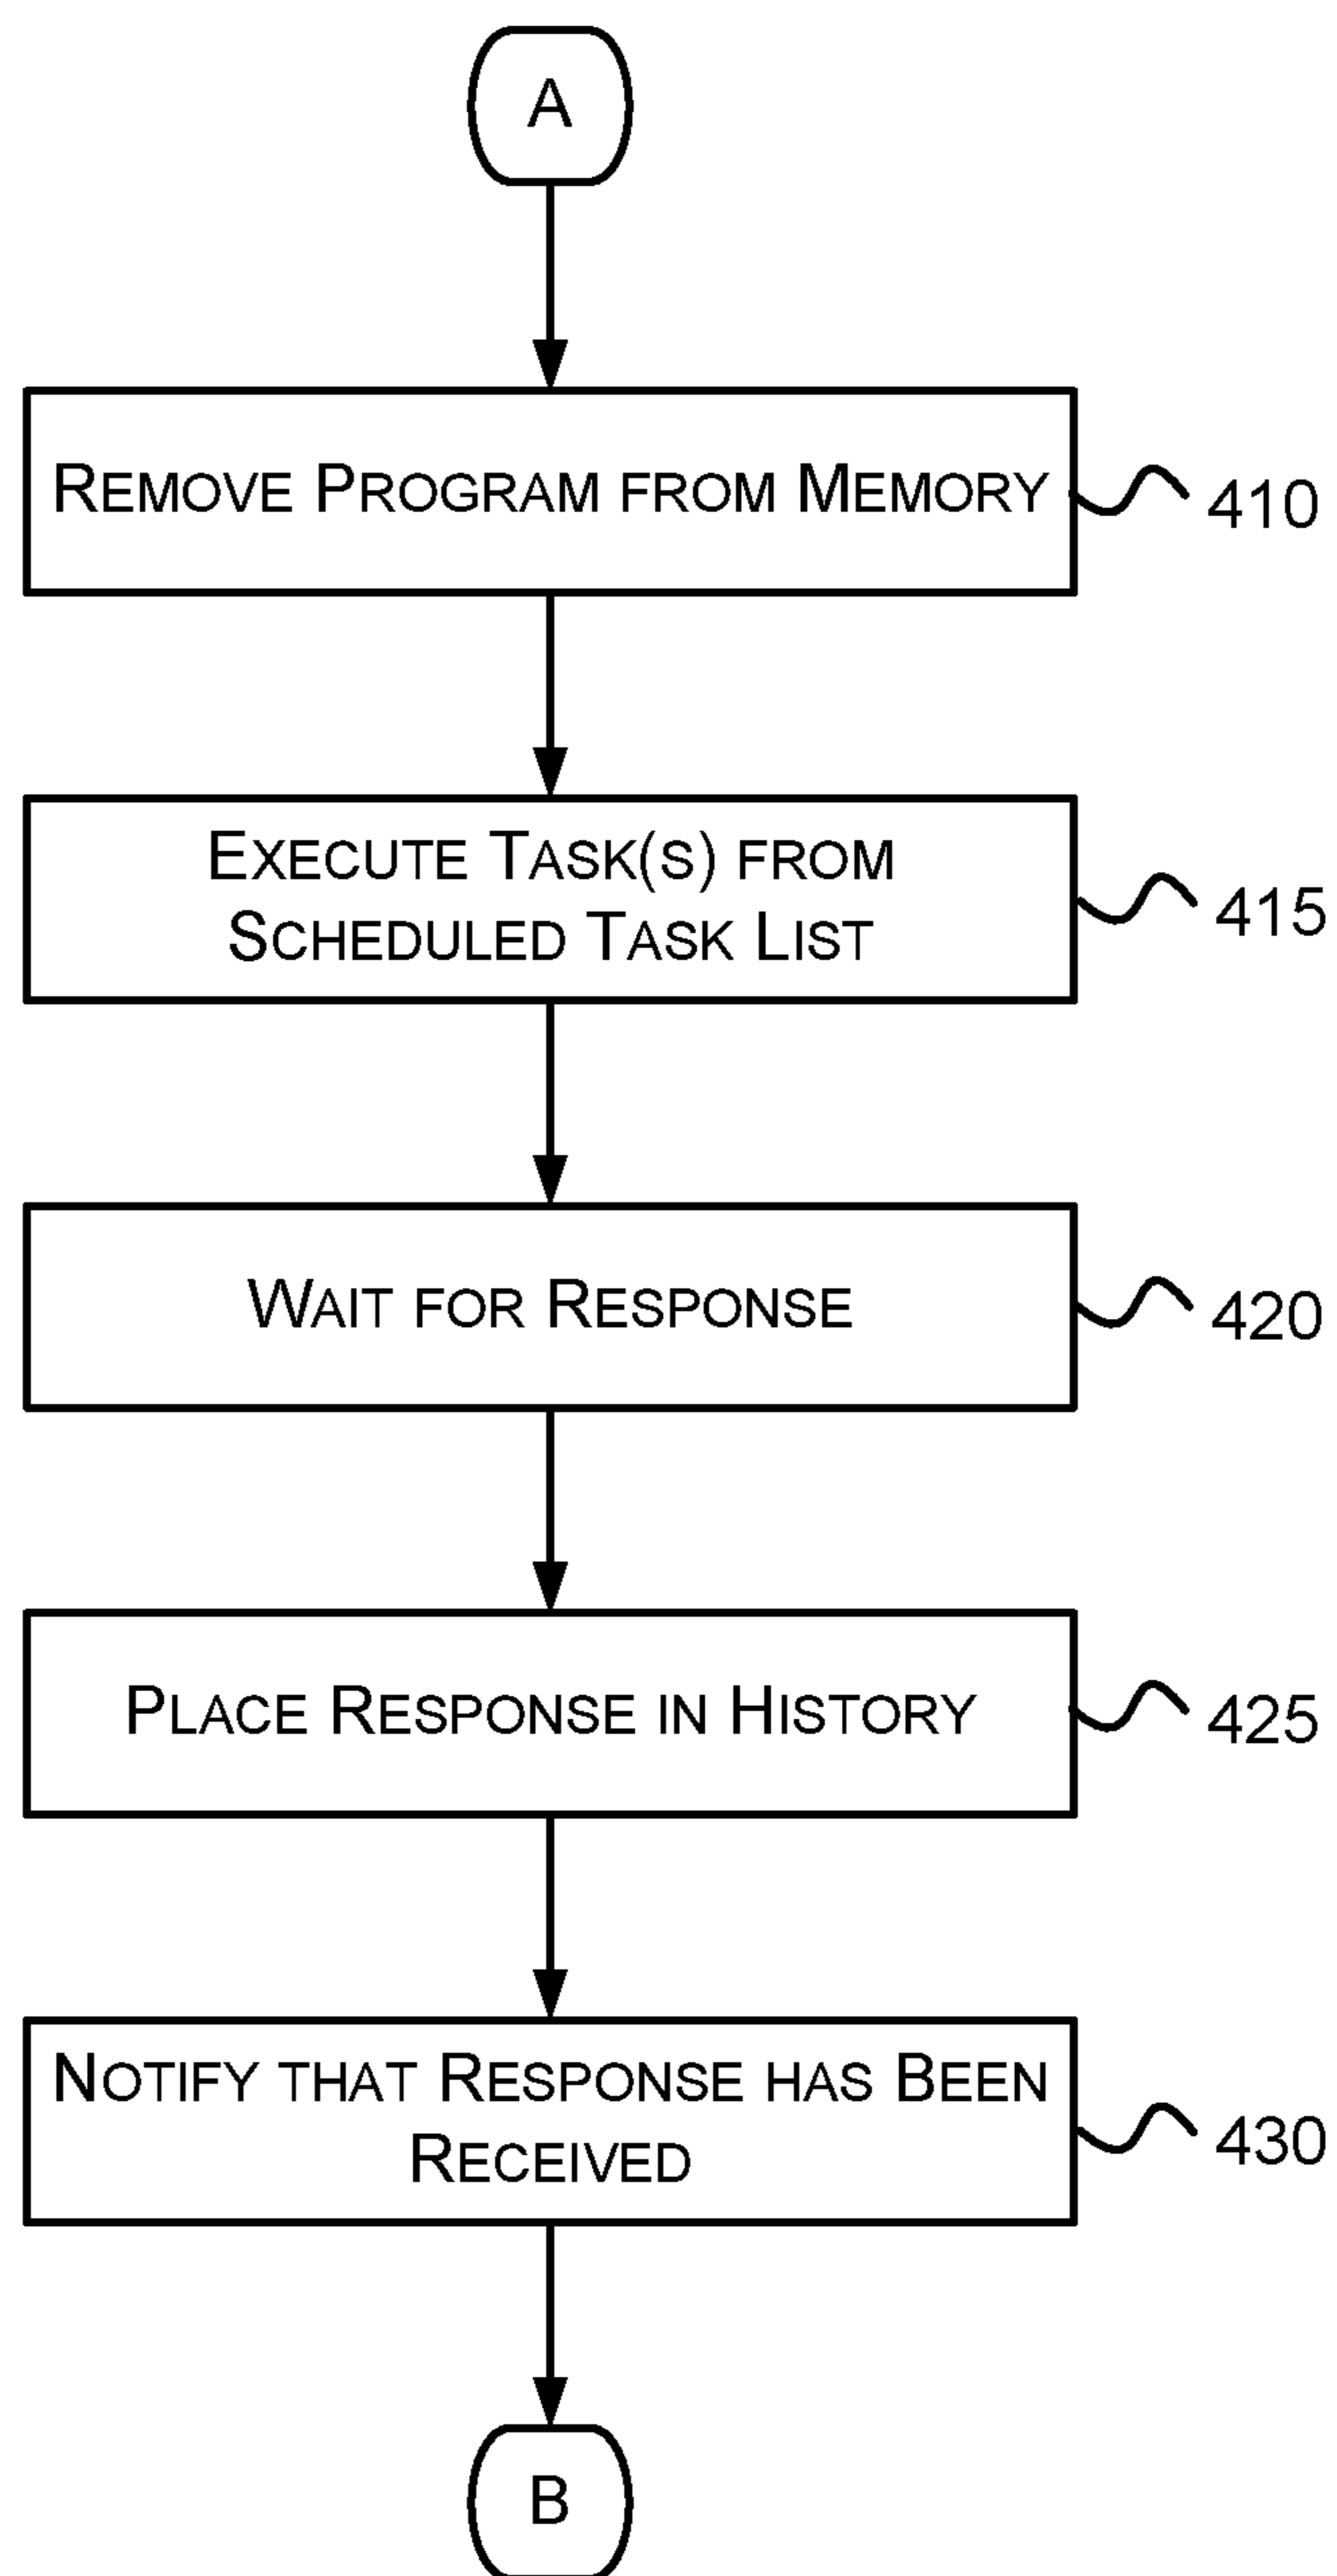 A
REMOVE PROGRAM FROM MEMORY
410
EXECUTE TASK(S) FROM
SCHEDULED TASK LIST
415
WAIT FOR RESPONSE
420
PLACE RESPONSE IN HISTORY
425
NOTIFY THAT RESPONSE HAS BEEN
RECEIVED
430
B